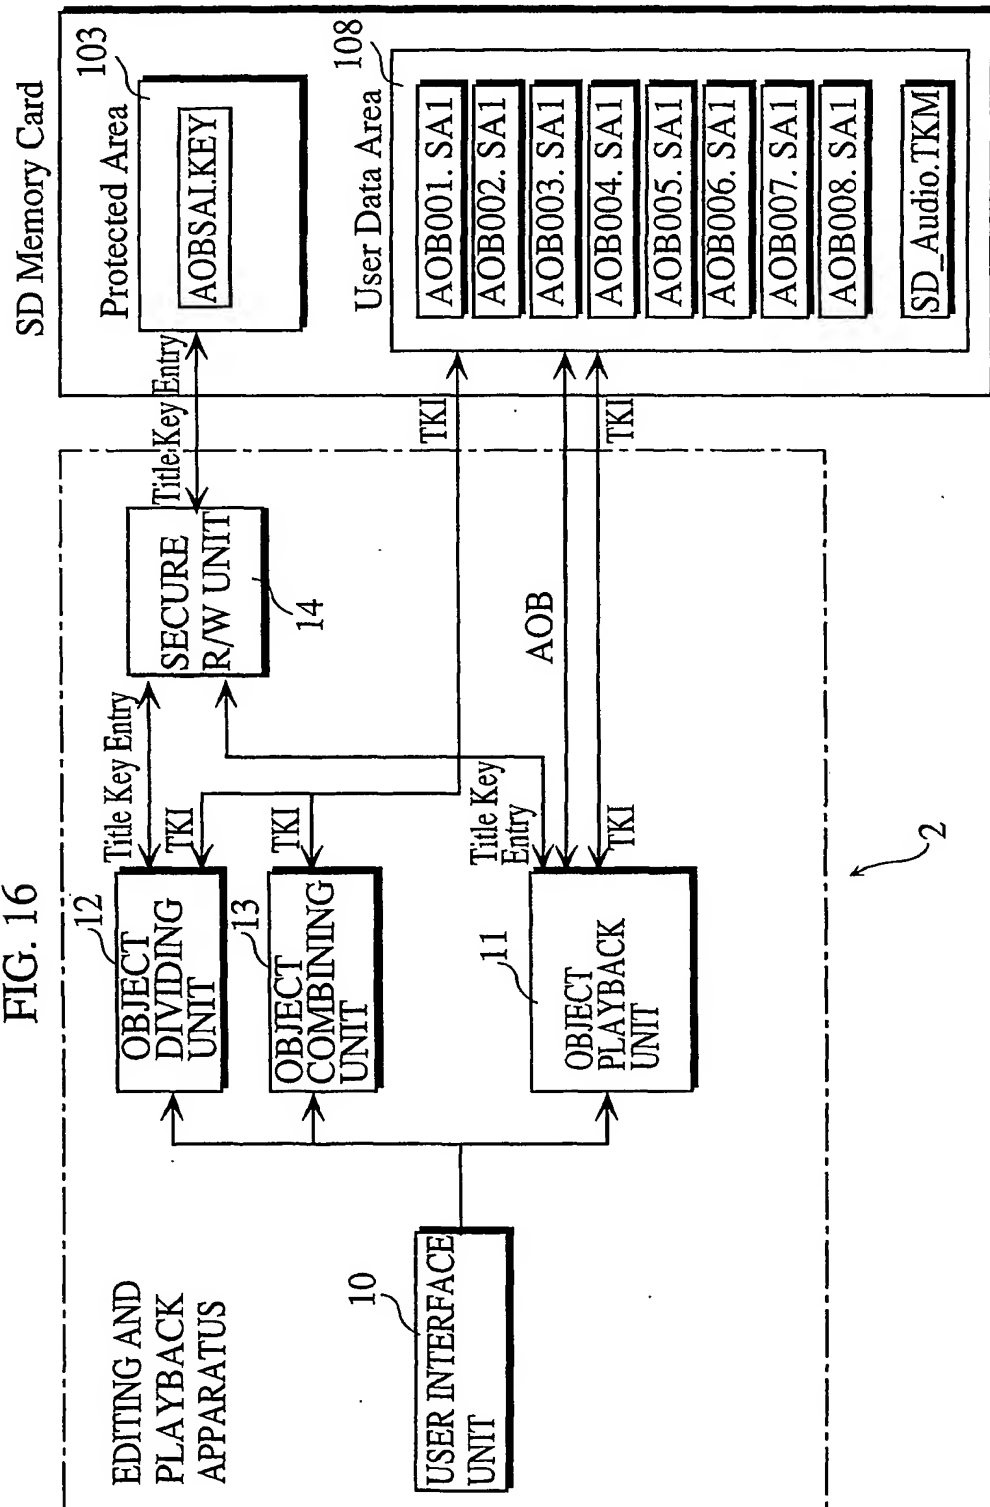 FIG. 16
EDITING AND
PLAYBACK
APPARATUS
10
USER INTERFACE
UNIT
12
OBJECT
DIVIDING
UNIT
13
OBJECT
COMBINING
UNIT
11
OBJECT
PLAYBACK
UNIT
Title Key Entry
TKI
TKI
Title Key
Entry
TKI
SECURE
R/W UNIT
14
AOB
2
Title Key Entry
TKI
TKI
SD Memory Card
Protected Area
103
AOBSA1.KEY
User Data Area
108
AOB001. SA1
AOB002. SA1
AOB003. SA1
AOB004. SA1
AOB005. SA1
AOB006. SA1
AOB007. SA1
AOB008. SA1
SD_Audio.TKM